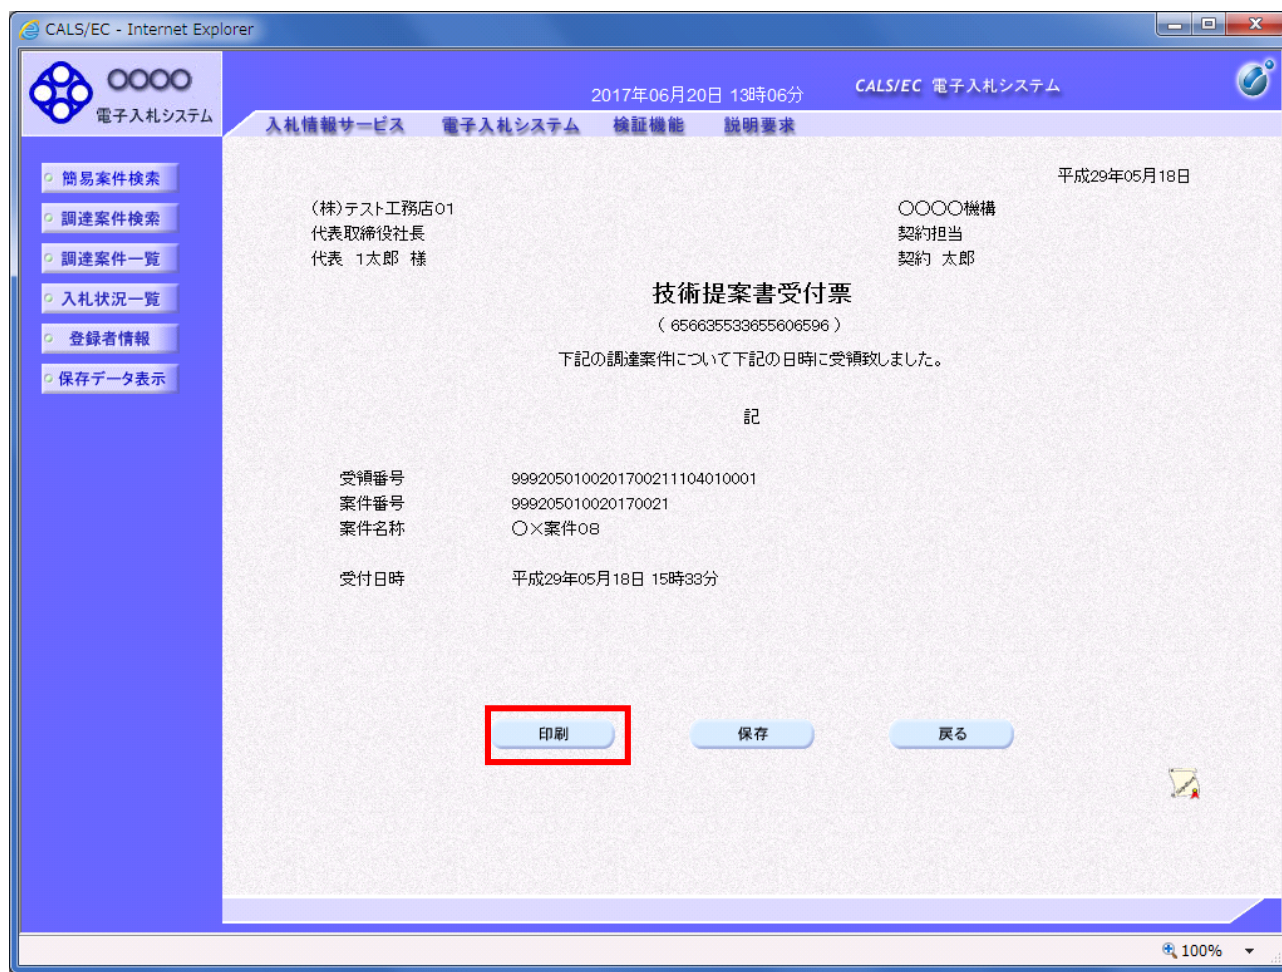 CALS/EC - Internet Explorer
○○○○
電子入札システム
2017年06月20日 13時06分
CALS/EC 電子入札システム
入札情報サービス 電子入札システム 検証機能 説明要求
簡易案件検索
調達案件検索
調達案件一覧
入札状況一覧
登録者情報
保存データ表示
平成29年05月18日
(株)テスト工務店01
代表取締役社長
代表 1太郎 様
○○○○機構
契約担当
契約 太郎
技術提案書受付票
( 656635533655606596 )
下記の調達案件について下記の日時に受領致しました。
記
受領番号 9992050100201700211104010001
案件番号 999205010020170021
案件名称 ○×案件08
受付日時 平成29年05月18日 15時33分
印刷 保存 戻る
100%